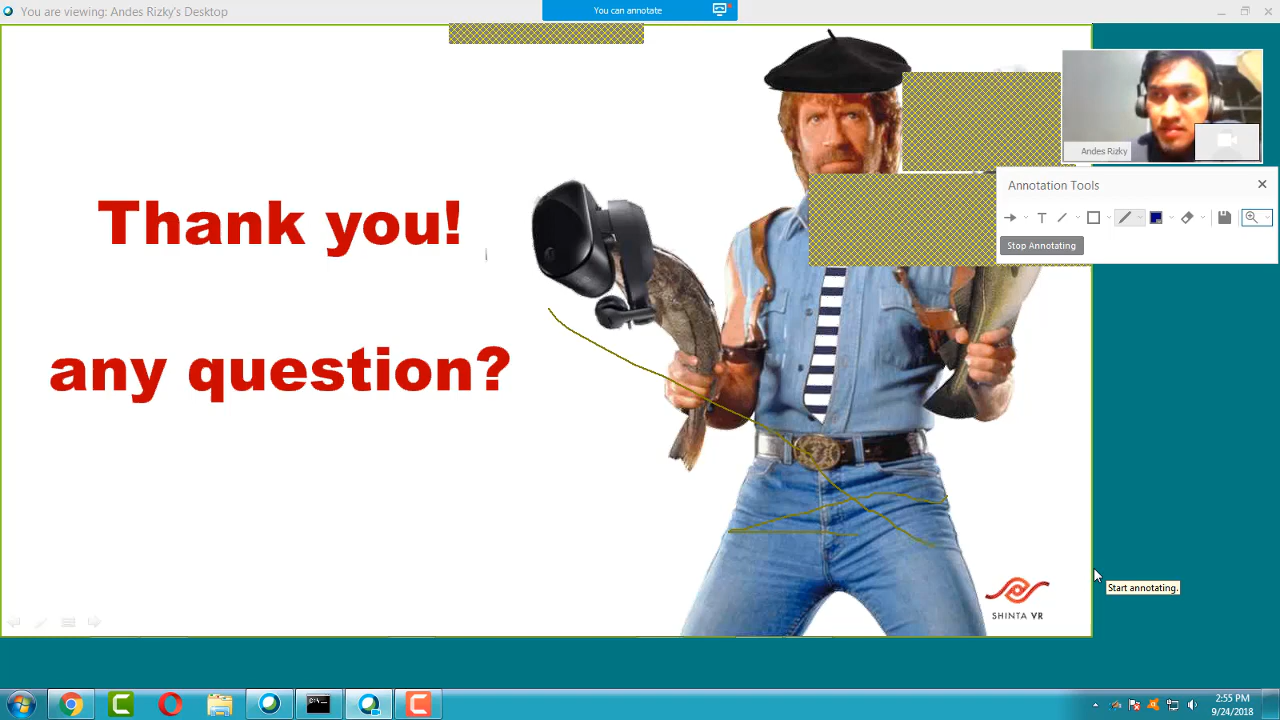 You are viewing: Andes Rizky's Desktop
You can annotate
Andes Rizky
Annotation Tools
T
Stop Annotating
Thank you!
any question?
Start annotating.
SHINTA VR
C:\.
2:55 PM
9/24/2018